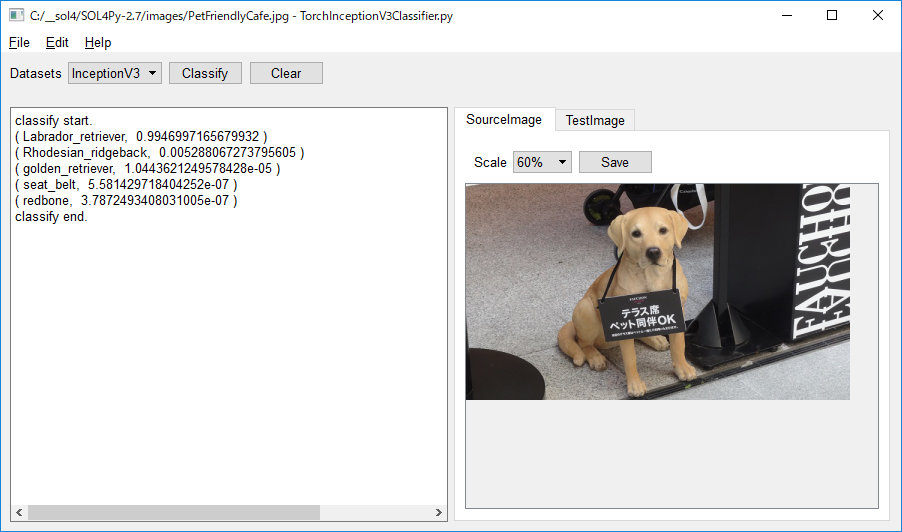 C:/__sol4/SOL4Py-2.7/images/PetFriendlyCafe.jpg - TorchInceptionV3Classifier.py
File Edit Help
Datasets InceptionV3 Classify Clear
classify start.
( Labrador_retriever, 0.9946997165679932 )
( Rhodesian_ridgeback, 0.005288067273795605 )
( golden_retriever, 1.0443621249578428e-05 )
( seat_belt, 5.581429718404252e-07 )
( redbone, 3.7872493408031005e-07 )
classify end.
SourceImage TestImage
Scale 60% Save
FAUCHON
テラス席
ペット同伴OK
FAUCHO
FAUCHO